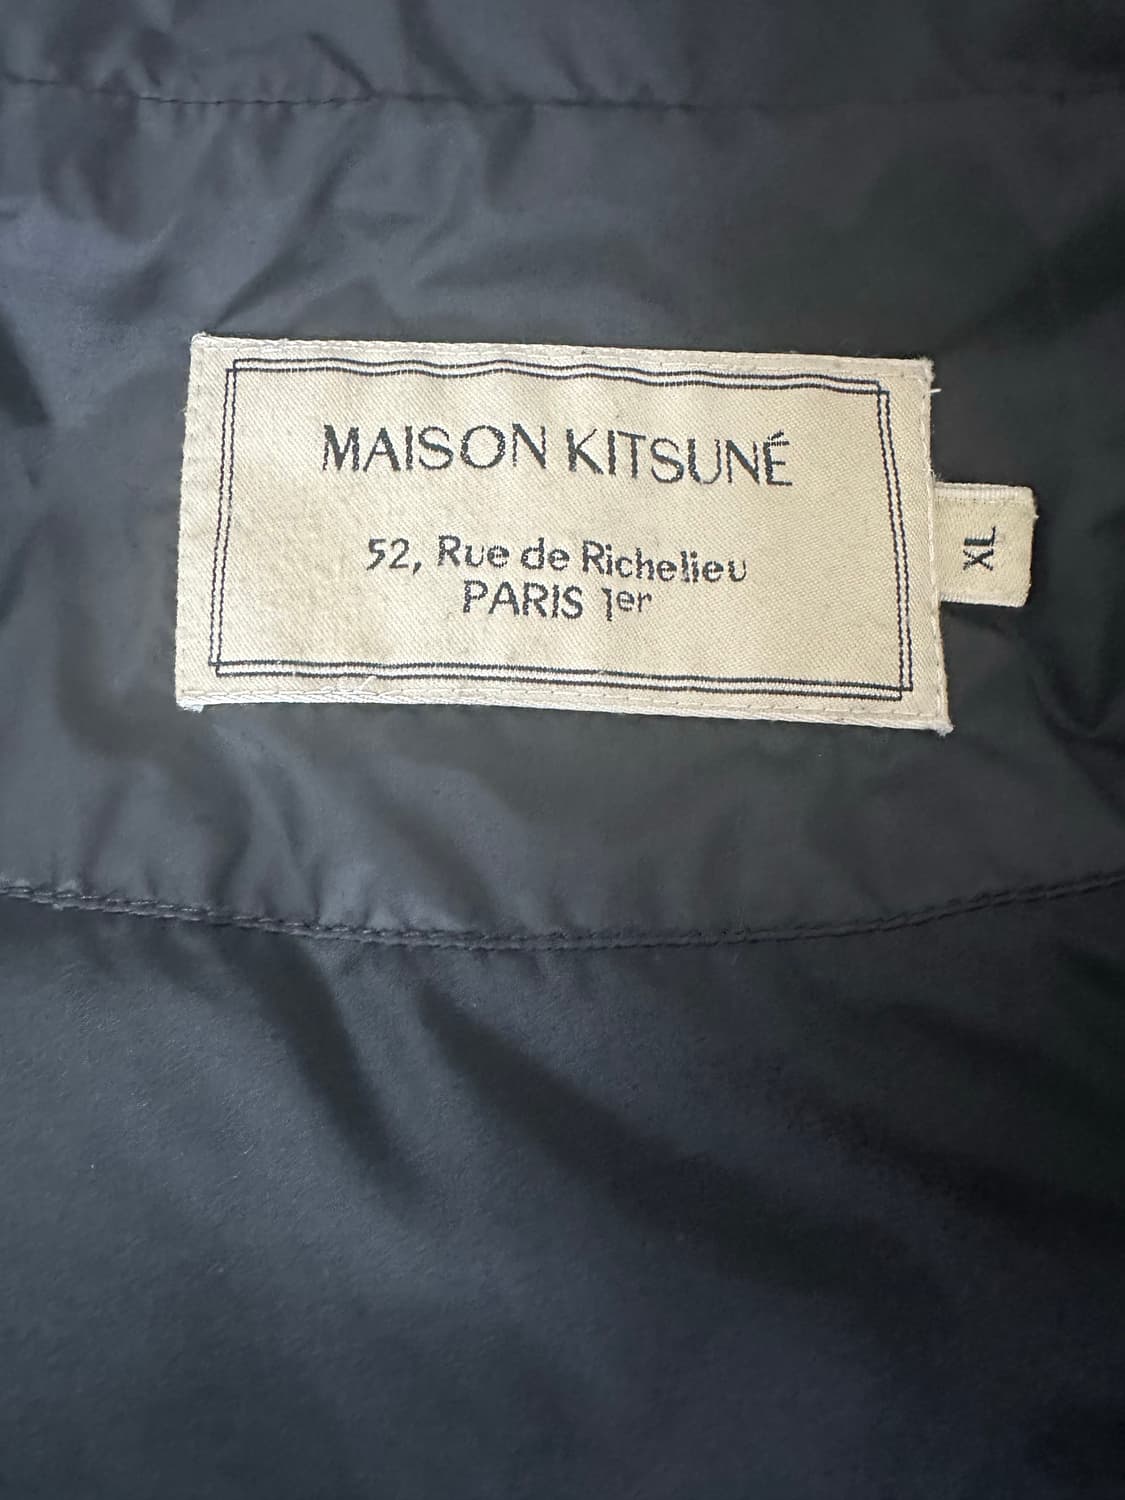 MAISON KITSUNÉ
52, Rue de Richelieu
PARIS 1er
XL